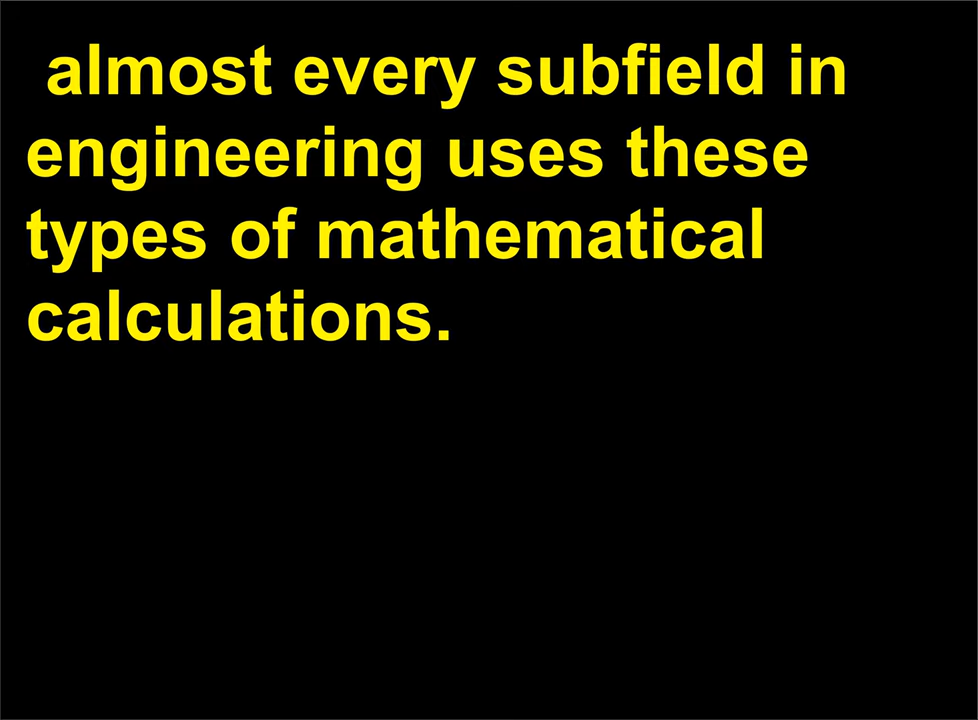 almost every subfield in
engineering uses these
types of mathematical
calculations.